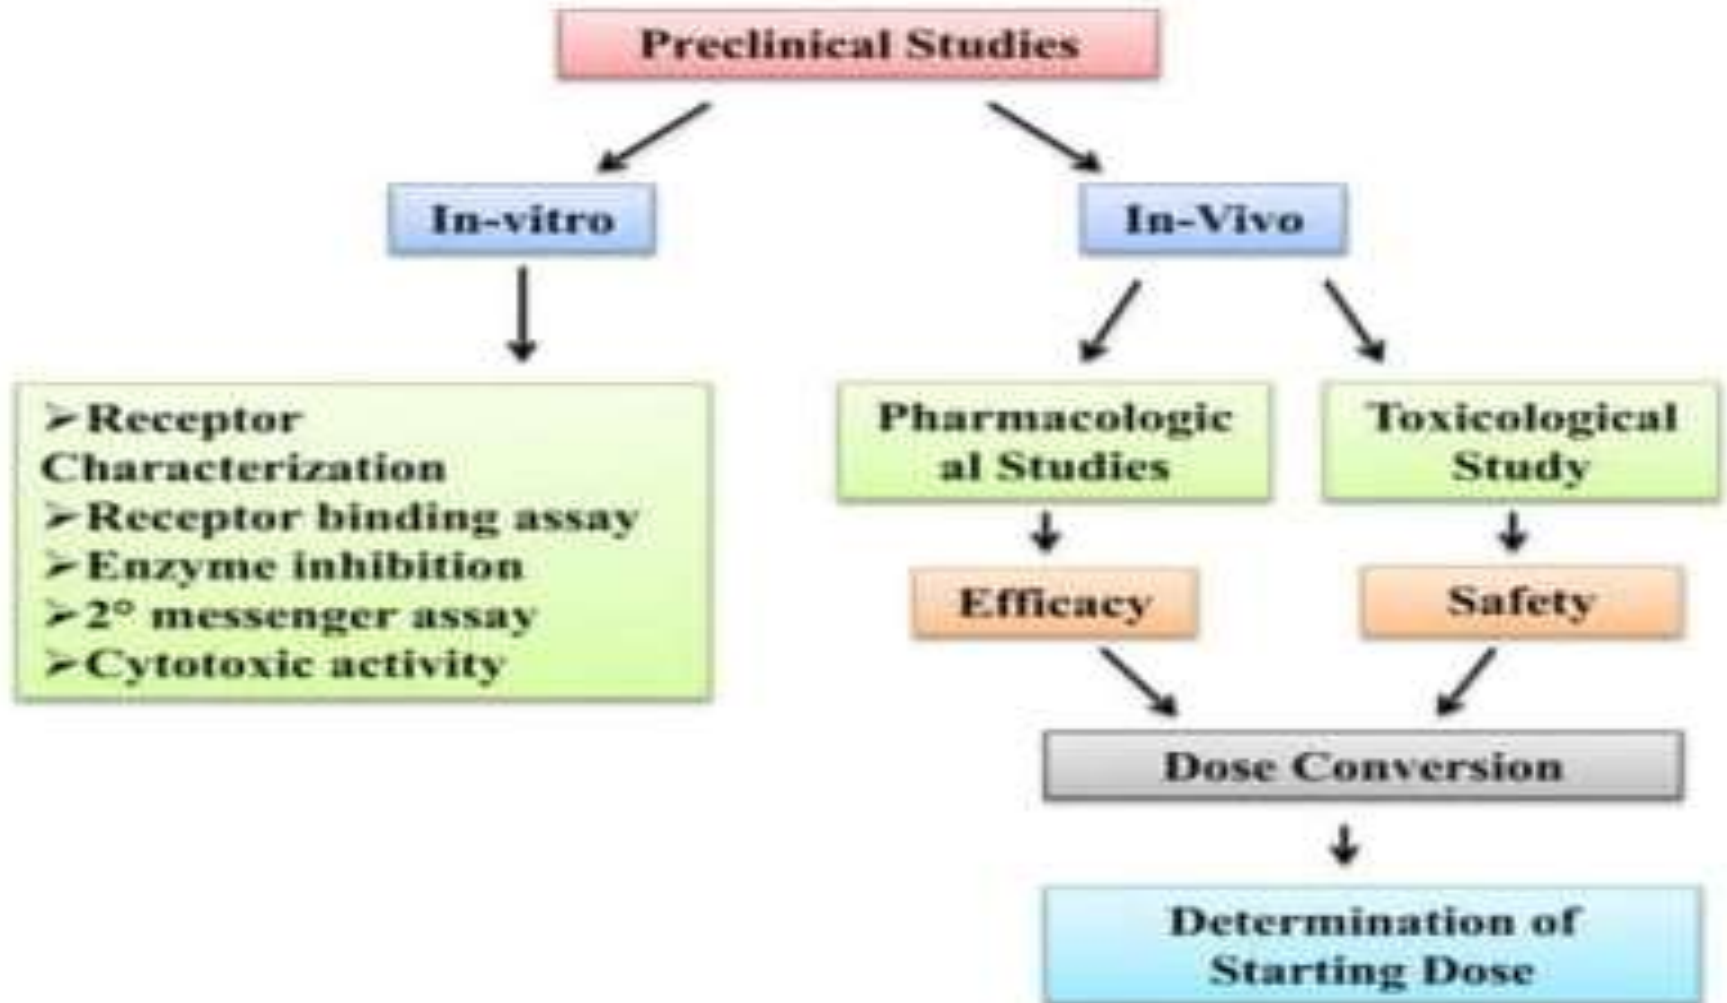 Preclinical Studies
In-vitro
In-Vivo
➢Receptor
Characterization
➢Receptor binding assay
➢Enzyme inhibition
➢2° messenger assay
➢Cytotoxic activity
Pharmacologic
al Studies
Toxicological
Study
Efficacy
Safety
Dose Conversion
Determination of
Starting Dose